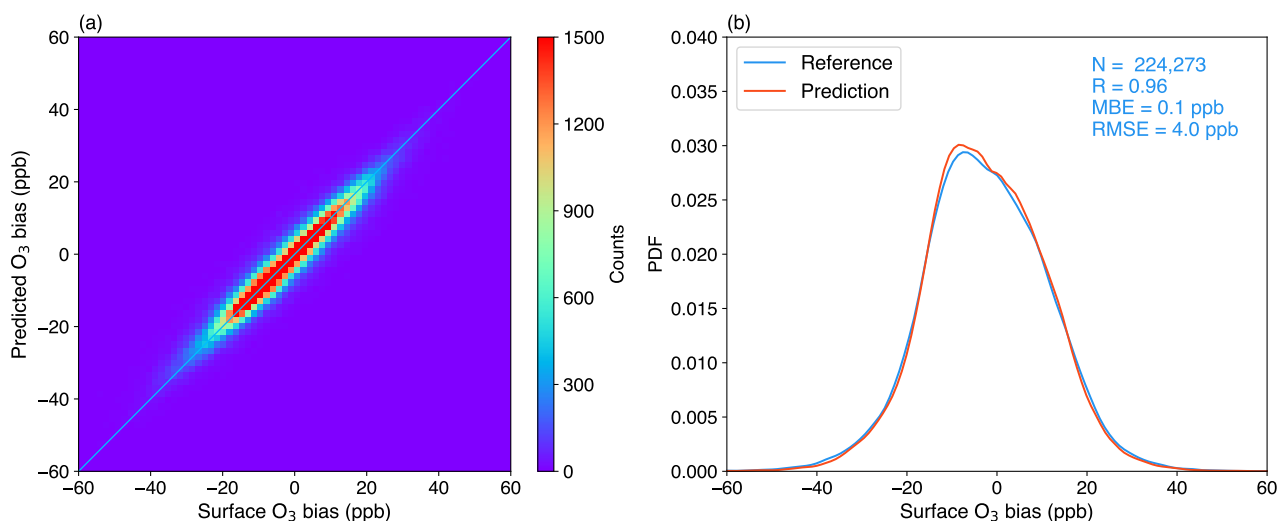 (a)
60
40
20
0
−20
−40
−60
−60
−40
−20
0
20
40
60
Predicted O₃ bias (ppb)
Surface O₃ bias (ppb)
1500
1200
900
600
300
0
Counts
(b)
0.040
0.035
0.030
0.025
0.020
0.015
0.010
0.005
0.000
PDF
Reference
Prediction
N = 224,273
R = 0.96
MBE = 0.1 ppb
RMSE = 4.0 ppb
−60
−40
−20
0
20
40
60
Surface O₃ bias (ppb)